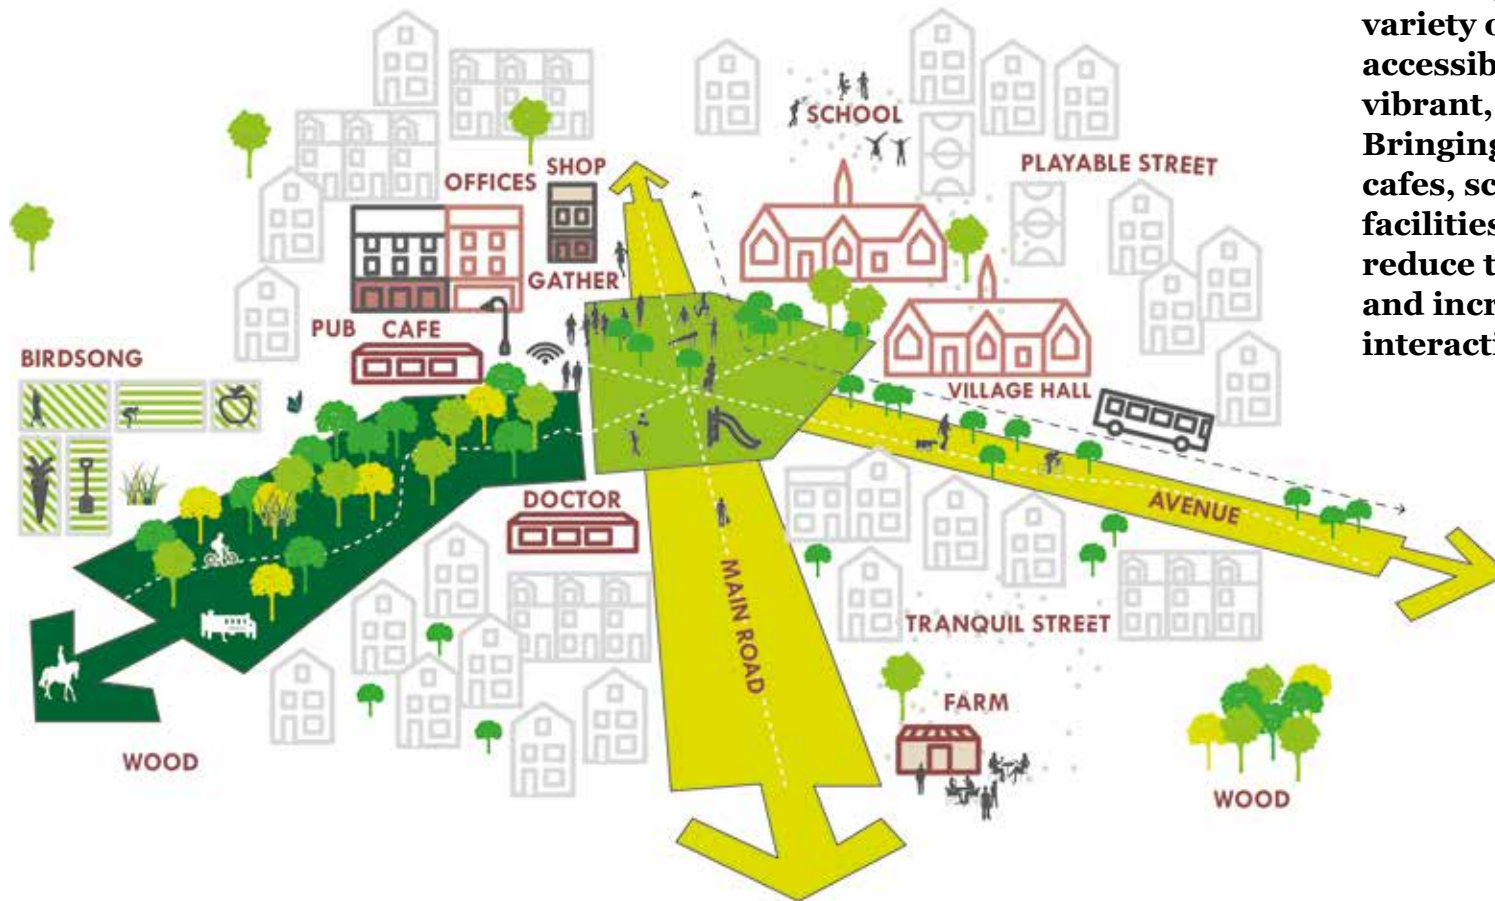 SCHOOL
PLAYABLE STREET
OFFICES
SHOP
GATHER
PUB
CAFE
BIRDSONG
VILLAGE HALL
DOCTOR
AVENUE
MAIN ROAD
TRANQUIL STREET
FARM
WOOD
WOOD
variety
accessib
vibrant,
Bringing
cafes, sc
facilities
reduce t
and incr
interacti